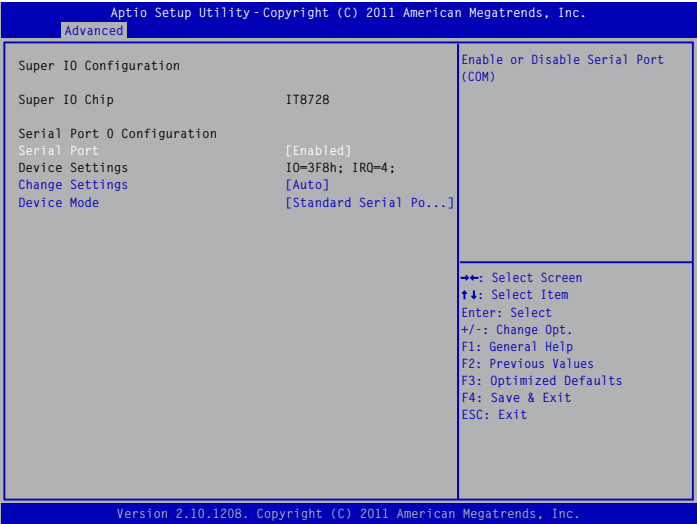 Aptio Setup Utility - Copyright (C) 2011 American Megatrends, Inc.
Advanced
Super IO Configuration
Super IO Chip IT8728
Serial Port 0 Configuration
Serial Port [Enabled]
Device Settings IO=3F8h; IRQ=4;
Change Settings [Auto]
Device Mode [Standard Serial Po...]
Enable or Disable Serial Port
(COM)
→←: Select Screen
↑↓: Select Item
Enter: Select
+/-: Change Opt.
F1: General Help
F2: Previous Values
F3: Optimized Defaults
F4: Save & Exit
ESC: Exit
Version 2.10.1208. Copyright (C) 2011 American Megatrends, Inc.